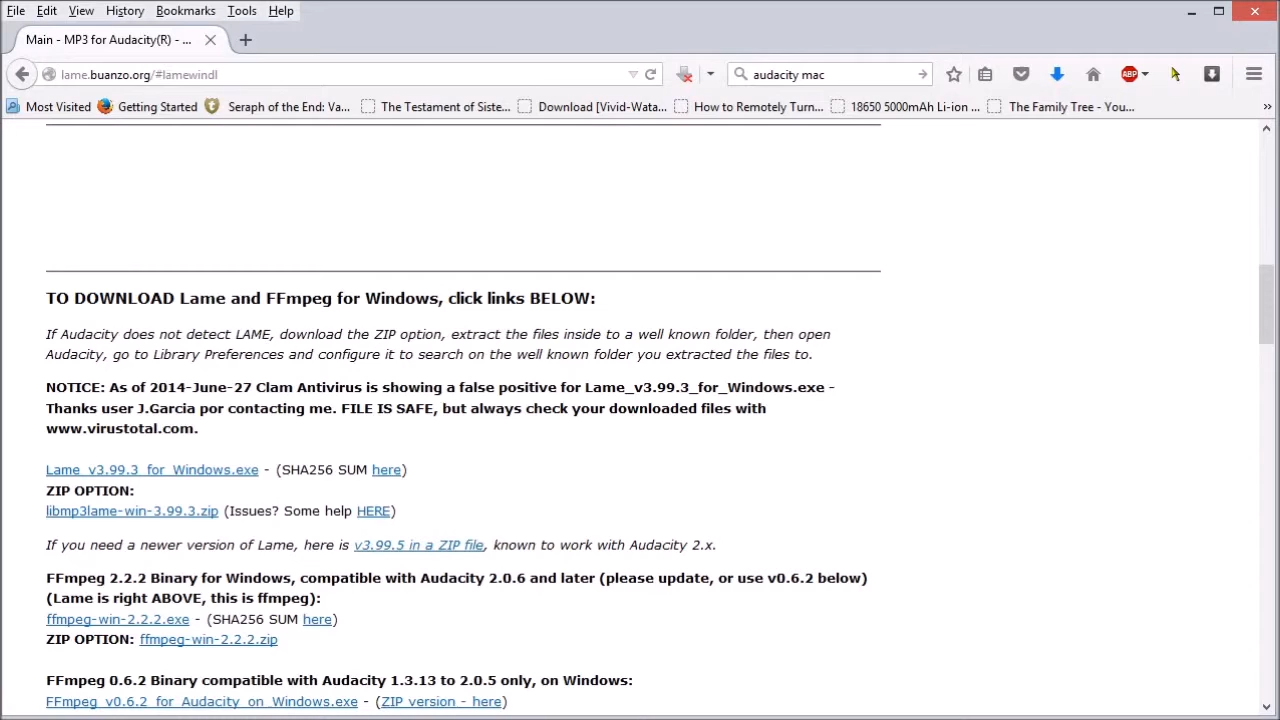 File Edit View History Bookmarks Tools Help
Main - MP3 for Audacity(R) - ...
lame.buanzo.org/#lamewindl
audacity mac
ABP
Most Visited Getting Started Seraph of the End: Va... The Testament of Siste... Download [Vivid-Wata... How to Remotely Turn... 18650 5000mAh Li-ion ... The Family Tree - You... »
TO DOWNLOAD Lame and FFmpeg for Windows, click links BELOW:
If Audacity does not detect LAME, download the ZIP option, extract the files inside to a well known folder, then open
Audacity, go to Library Preferences and configure it to search on the well known folder you extracted the files to.
NOTICE: As of 2014-June-27 Clam Antivirus is showing a false positive for Lame_v3.99.3_for_Windows.exe -
Thanks user J.Garcia por contacting me. FILE IS SAFE, but always check your downloaded files with
www.virustotal.com.
Lame_v3.99.3_for_Windows.exe - (SHA256 SUM here)
ZIP OPTION:
libmp3lame-win-3.99.3.zip (Issues? Some help HERE)
If you need a newer version of Lame, here is v3.99.5 in a ZIP file, known to work with Audacity 2.x.
FFmpeg 2.2.2 Binary for Windows, compatible with Audacity 2.0.6 and later (please update, or use v0.6.2 below)
(Lame is right ABOVE, this is ffmpeg):
ffmpeg-win-2.2.2.exe - (SHA256 SUM here)
ZIP OPTION: ffmpeg-win-2.2.2.zip
FFmpeg 0.6.2 Binary compatible with Audacity 1.3.13 to 2.0.5 only, on Windows:
FFmpeg_v0.6.2_for_Audacity_on_Windows.exe - (ZIP version - here)